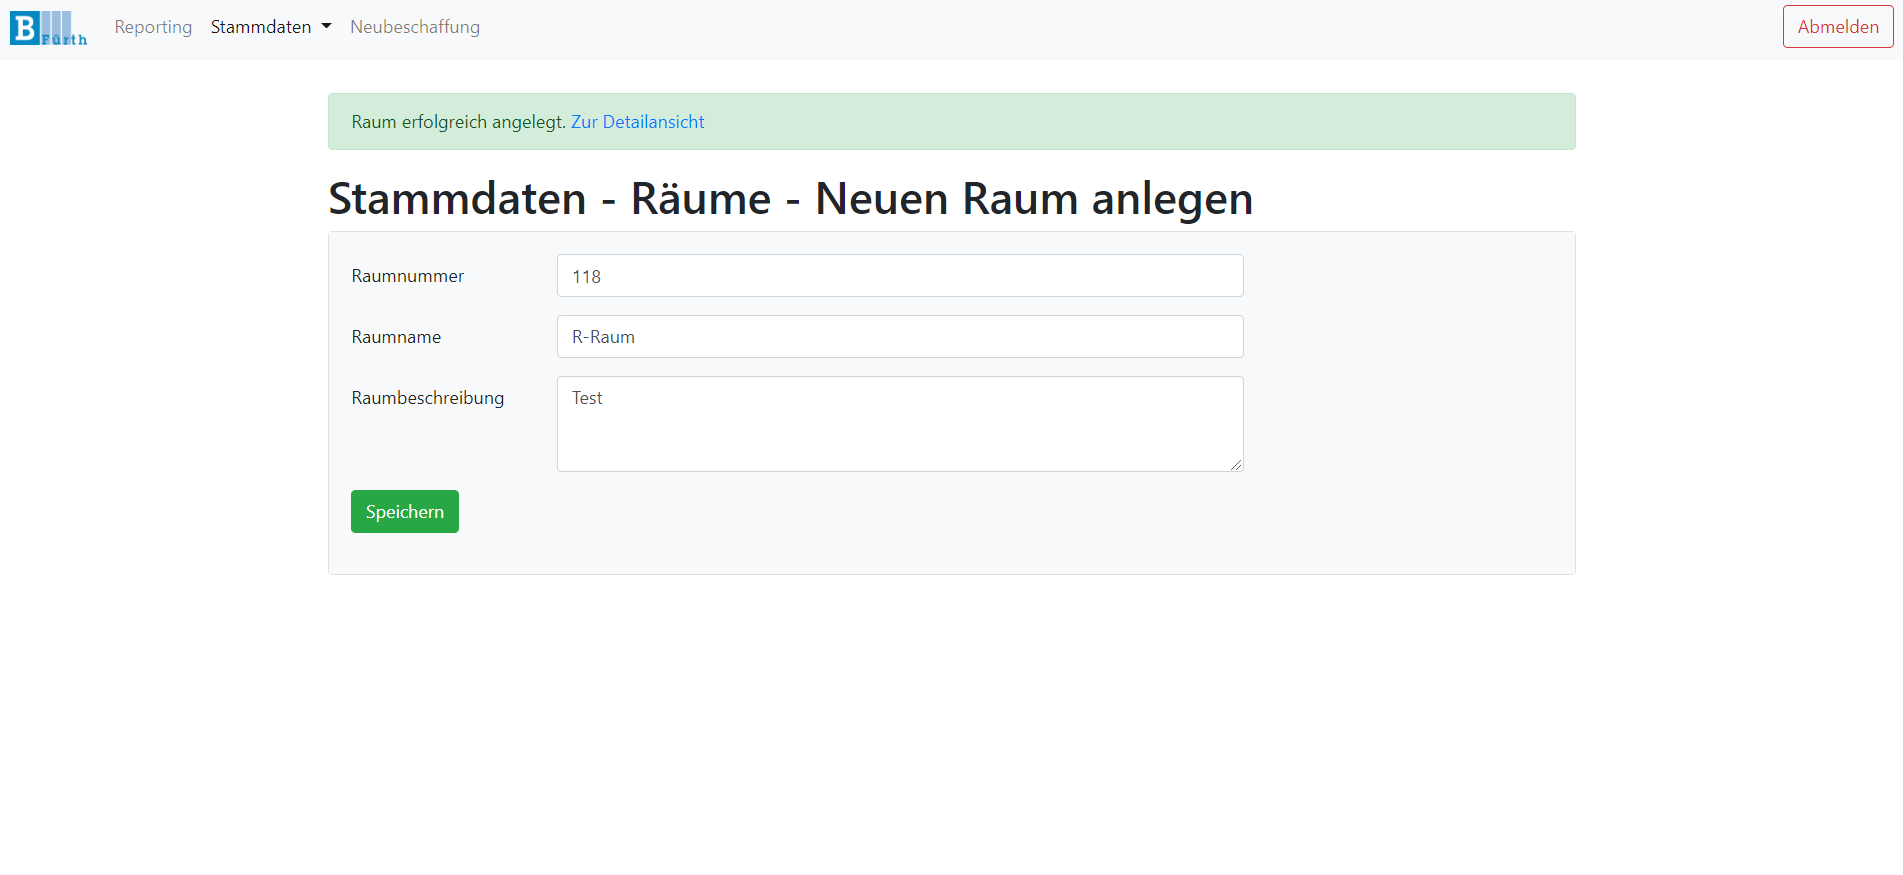 B Fürth
Reporting
Stammdaten
Neubeschaffung
Abmelden
Raum erfolgreich angelegt. Zur Detailansicht
Stammdaten - Räume - Neuen Raum anlegen
Raumnummer
118
Raumname
R-Raum
Raumbeschreibung
Test
Speichern